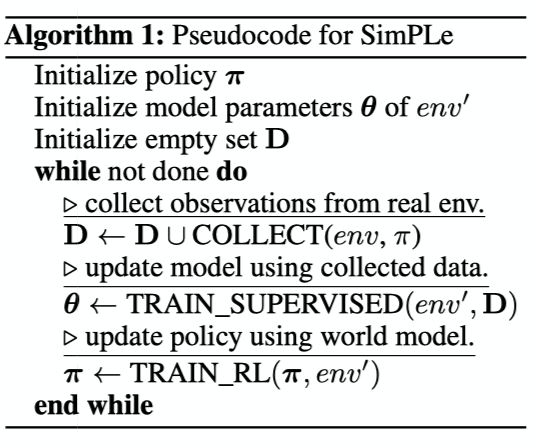 Algorithm 1: Pseudocode for SimPLe
Initialize policy π
Initialize model parameters θ of env′
Initialize empty set D
while not done do
▷ collect observations from real env.
D ← D ∪ COLLECT(env, π)
▷ update model using collected data.
θ ← TRAIN_SUPERVISED(env′, D)
▷ update policy using world model.
π ← TRAIN_RL(π, env′)
end while